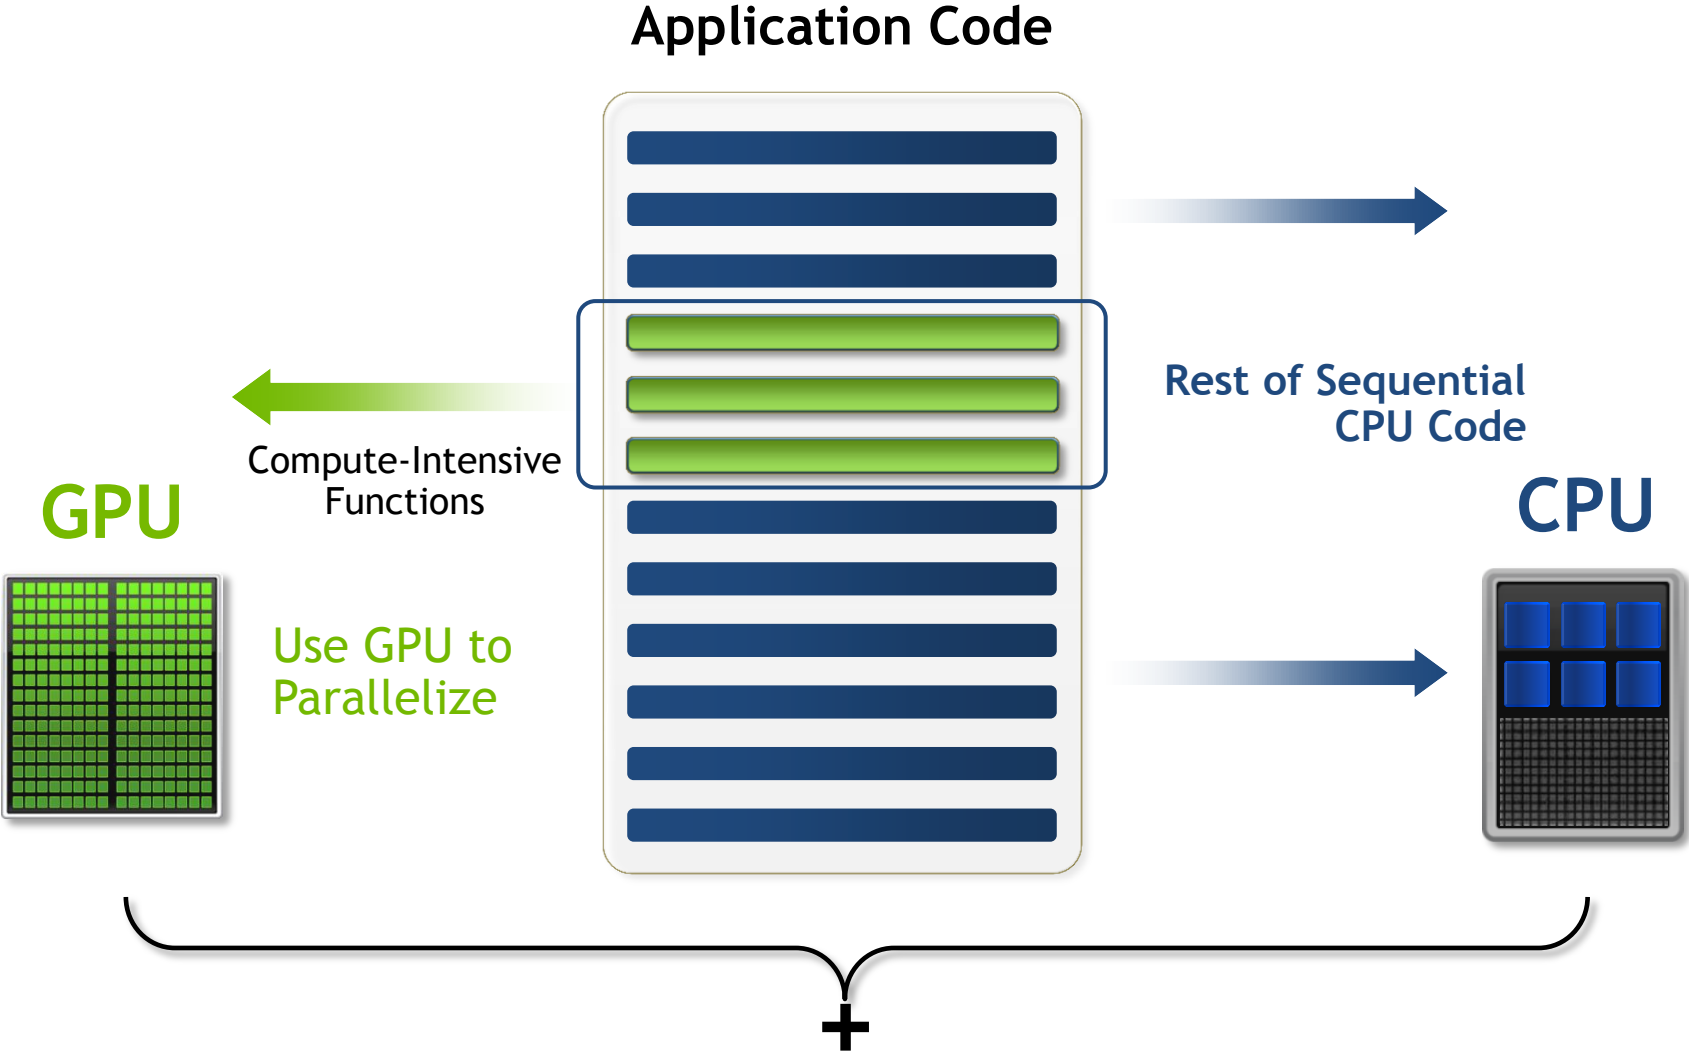 Application Code
Rest of Sequential
CPU Code
Compute-Intensive
Functions
GPU
CPU
Use GPU to
Parallelize
+